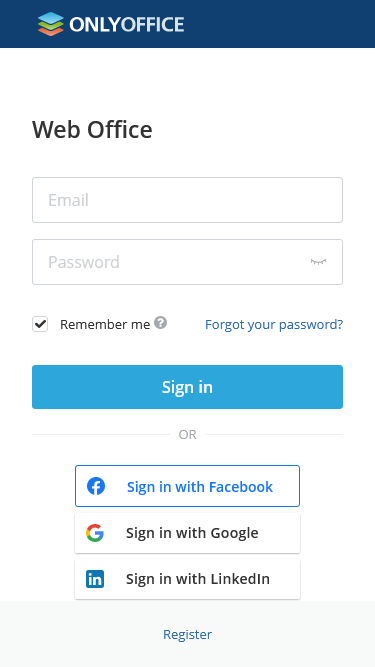 ONLYOFFICE
Web Office
Email
Password
Remember me ?
Forgot your password?
Sign in
OR
Sign in with Facebook
Sign in with Google
Sign in with LinkedIn
Register